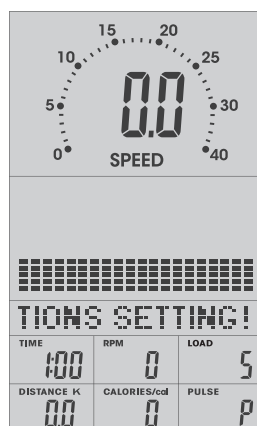 15 20
10 25
5 0.0 30
0 SPEED 40
TIONS SETTING!
TIME RPM LOAD
1:00 0 5
DISTANCE K CALORIES/cal PULSE
0.0 0 P